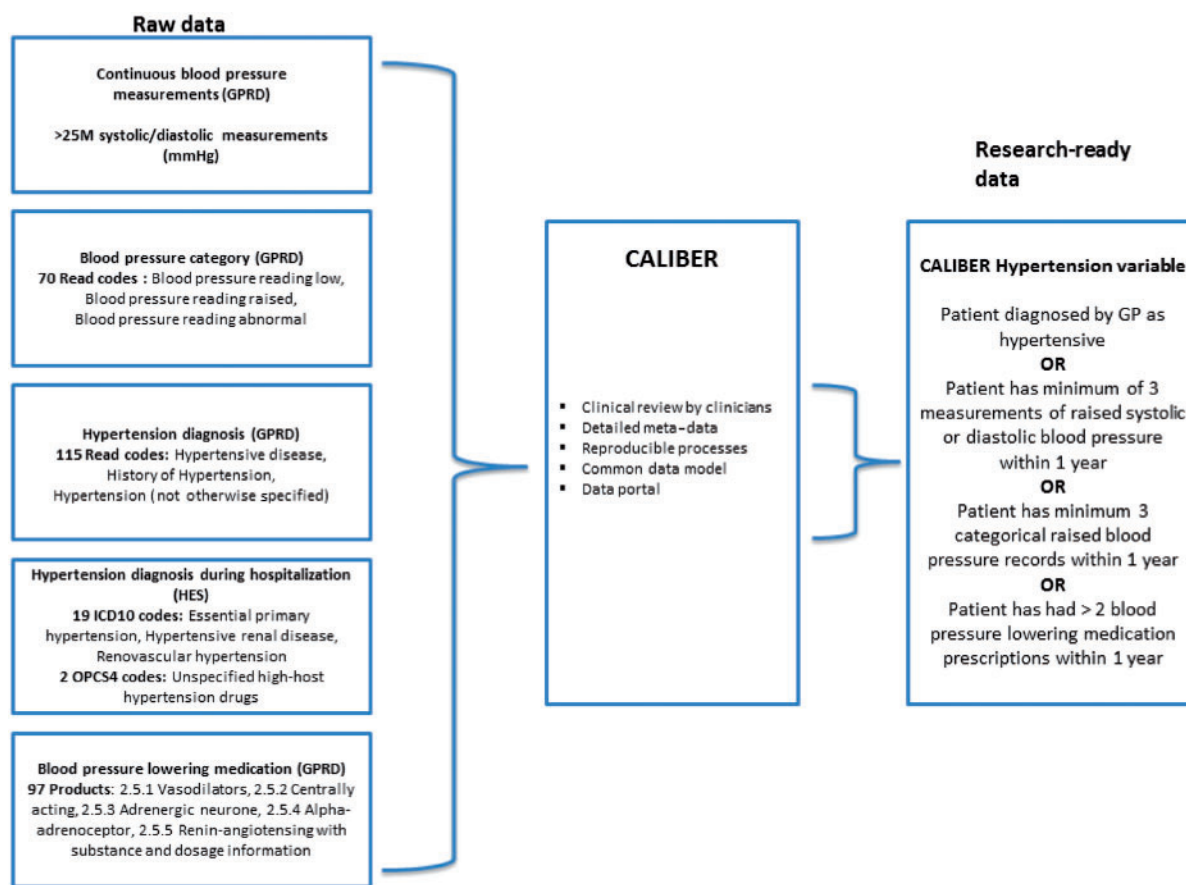 Raw data
Continuous blood pressure
measurements (GPRD)
>25M systolic/diastolic measurements
(mmHg)
Blood pressure category (GPRD)
70 Read codes : Blood pressure reading low,
Blood pressure reading raised,
Blood pressure reading abnormal
Hypertension diagnosis (GPRD)
115 Read codes: Hypertensive disease,
History of Hypertension,
Hypertension (not otherwise specified)
Hypertension diagnosis during hospitalization
(HES)
19 ICD10 codes: Essential primary
hypertension, Hypertensive renal disease,
Renovascular hypertension
2 OPCS4 codes: Unspecified high-host
hypertension drugs
Blood pressure lowering medication (GPRD)
97 Products: 2.5.1 Vasodilators, 2.5.2 Centrally
acting, 2.5.3 Adrenergic neurone, 2.5.4 Alpha-
adrenoceptor, 2.5.5 Renin-angiotensing with
substance and dosage information
CALIBER
▪ Clinical review by clinicians
▪ Detailed meta-data
▪ Reproducible processes
▪ Common data model
▪ Data portal
Research-ready
data
CALIBER Hypertension variable
Patient diagnosed by GP as
hypertensive
OR
Patient has minimum of 3
measurements of raised systolic
or diastolic blood pressure
within 1 year
OR
Patient has minimum 3
categorical raised blood
pressure records within 1 year
OR
Patient has had > 2 blood
pressure lowering medication
prescriptions within 1 year